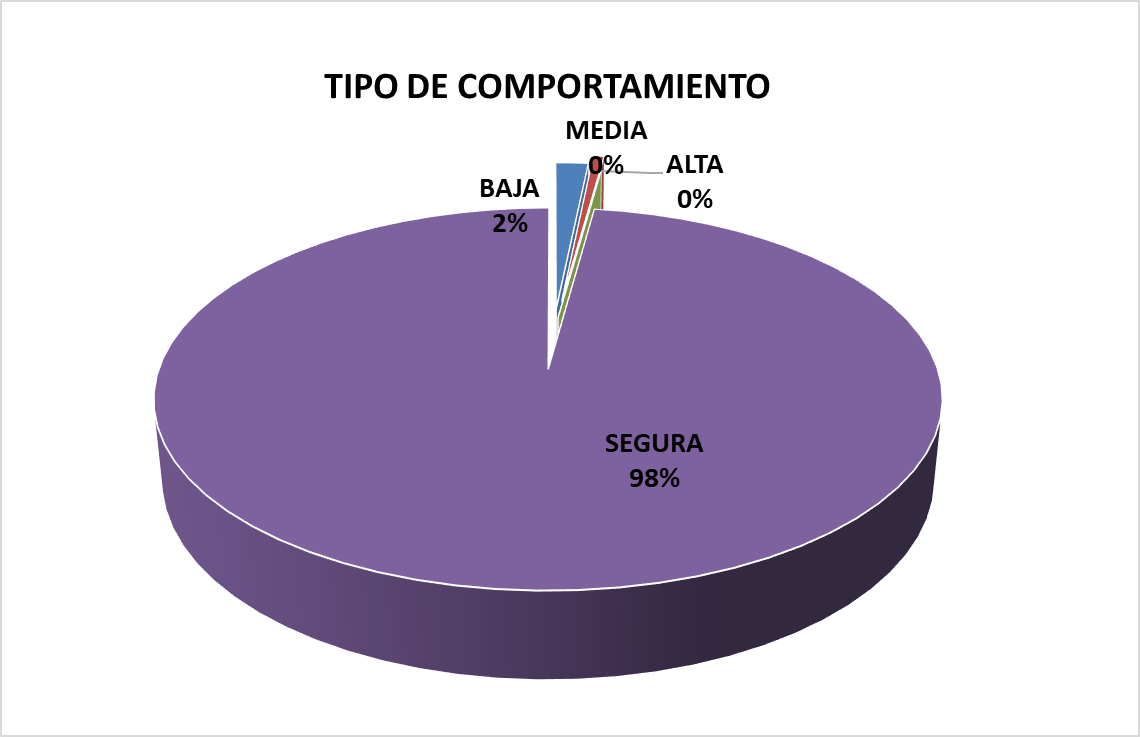 TIPO DE COMPORTAMIENTO
MEDIA
0%
ALTA
0%
BAJA
2%
SEGURA
98%